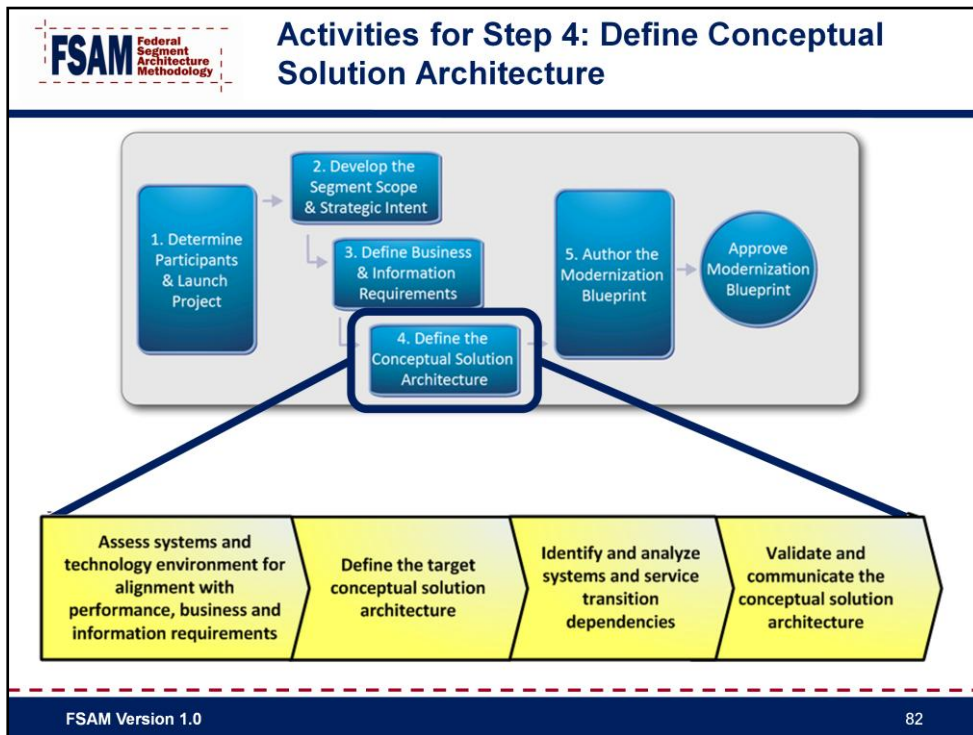 FSAM Federal
Segment
Architecture
Methodology
Activities for Step 4: Define Conceptual
Solution Architecture
1. Determine
Participants
& Launch
Project
2. Develop the
Segment Scope
& Strategic Intent
3. Define Business
& Information
Requirements
4. Define the
Conceptual Solution
Architecture
5. Author the
Modernization
Blueprint
Approve
Modernization
Blueprint
Assess systems and
technology environment for
alignment with
performance, business and
information requirements
Define the target
conceptual solution
architecture
Identify and analyze
systems and service
transition
dependencies
Validate and
communicate the
conceptual solution
architecture
FSAM Version 1.0
82